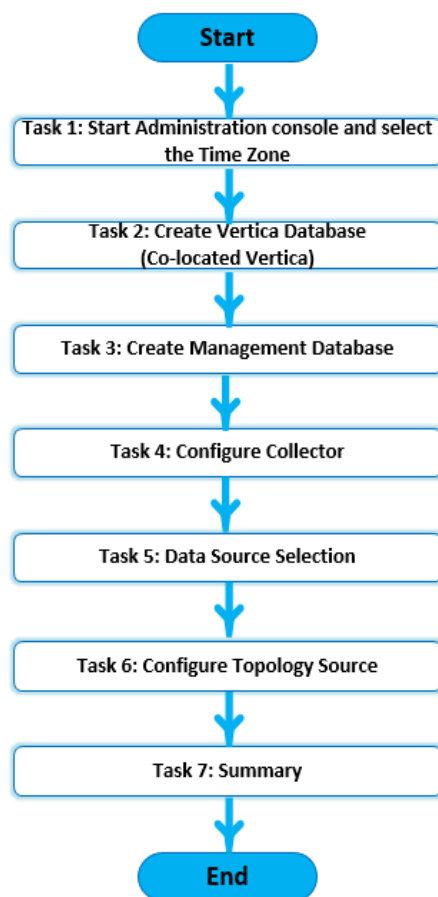 Start
Task 1: Start Administration console and select
the Time Zone
Task 2: Create Vertica Database
(Co-located Vertica)
Task 3: Create Management Database
Task 4: Configure Collector
Task 5: Data Source Selection
Task 6: Configure Topology Source
Task 7: Summary
End